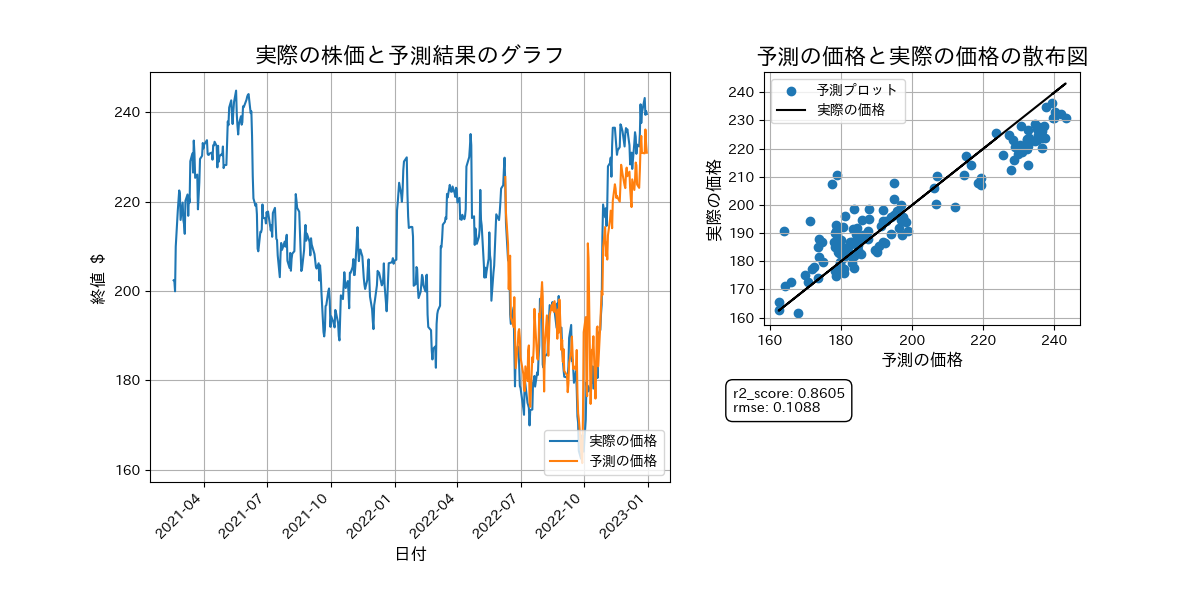 実際の株価と予測結果のグラフ
終値 $
240
220
200
180
160
2021-04
2021-07
2021-10
2022-01
2022-04
2022-07
2022-10
2023-01
日付
実際の価格
予測の価格
予測の価格と実際の価格の散布図
実際の価格
240
230
220
210
200
190
180
170
160
160
180
200
220
240
予測の価格
予測プロット
実際の価格
r2_score: 0.8605
rmse: 0.1088